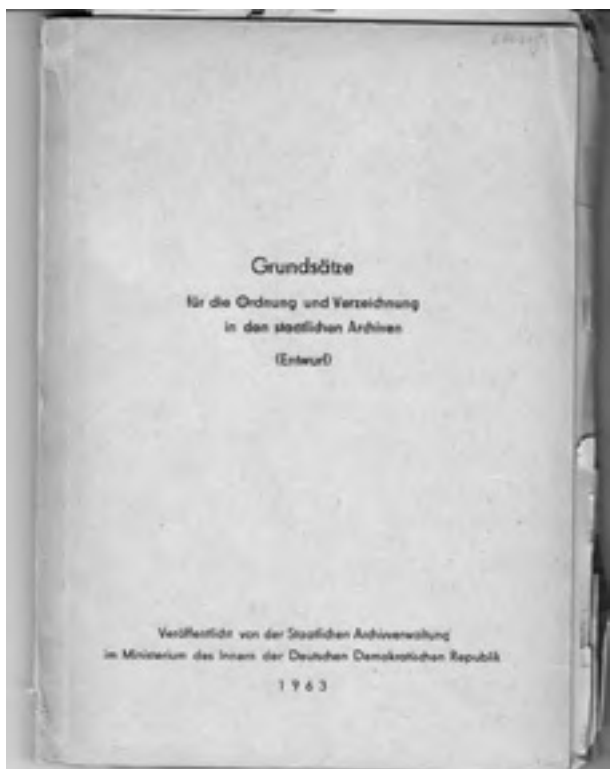 Grundsätze
für die Ordnung und Verzeichnung
in den staatlichen Archiven
(Entwurf)
Veröffentlicht von der Staatlichen Archivverwaltung
im Ministerium des Innern der Deutschen Demokratischen Republik
1963